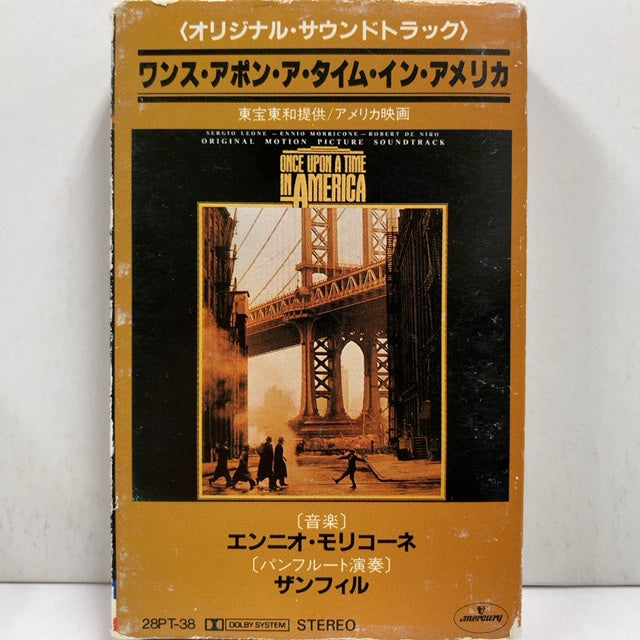 〈オリジナル・サウンドトラック〉
ワンス・アポン・ア・タイム・イン・アメリカ
東宝東和提供/アメリカ映画
SERGIO LEONE – ENNIO MORRICONE – ROBERT DE NIRO
ORIGINAL MOTION PICTURE SOUNDTRACK
ONCE UPON A TIME
IN AMERICA
〔音楽〕
エンニオ・モリコーネ
〔パンフルート演奏〕
ザンフィル
28PT-38 DOLBY SYSTEM STEREO
mercury